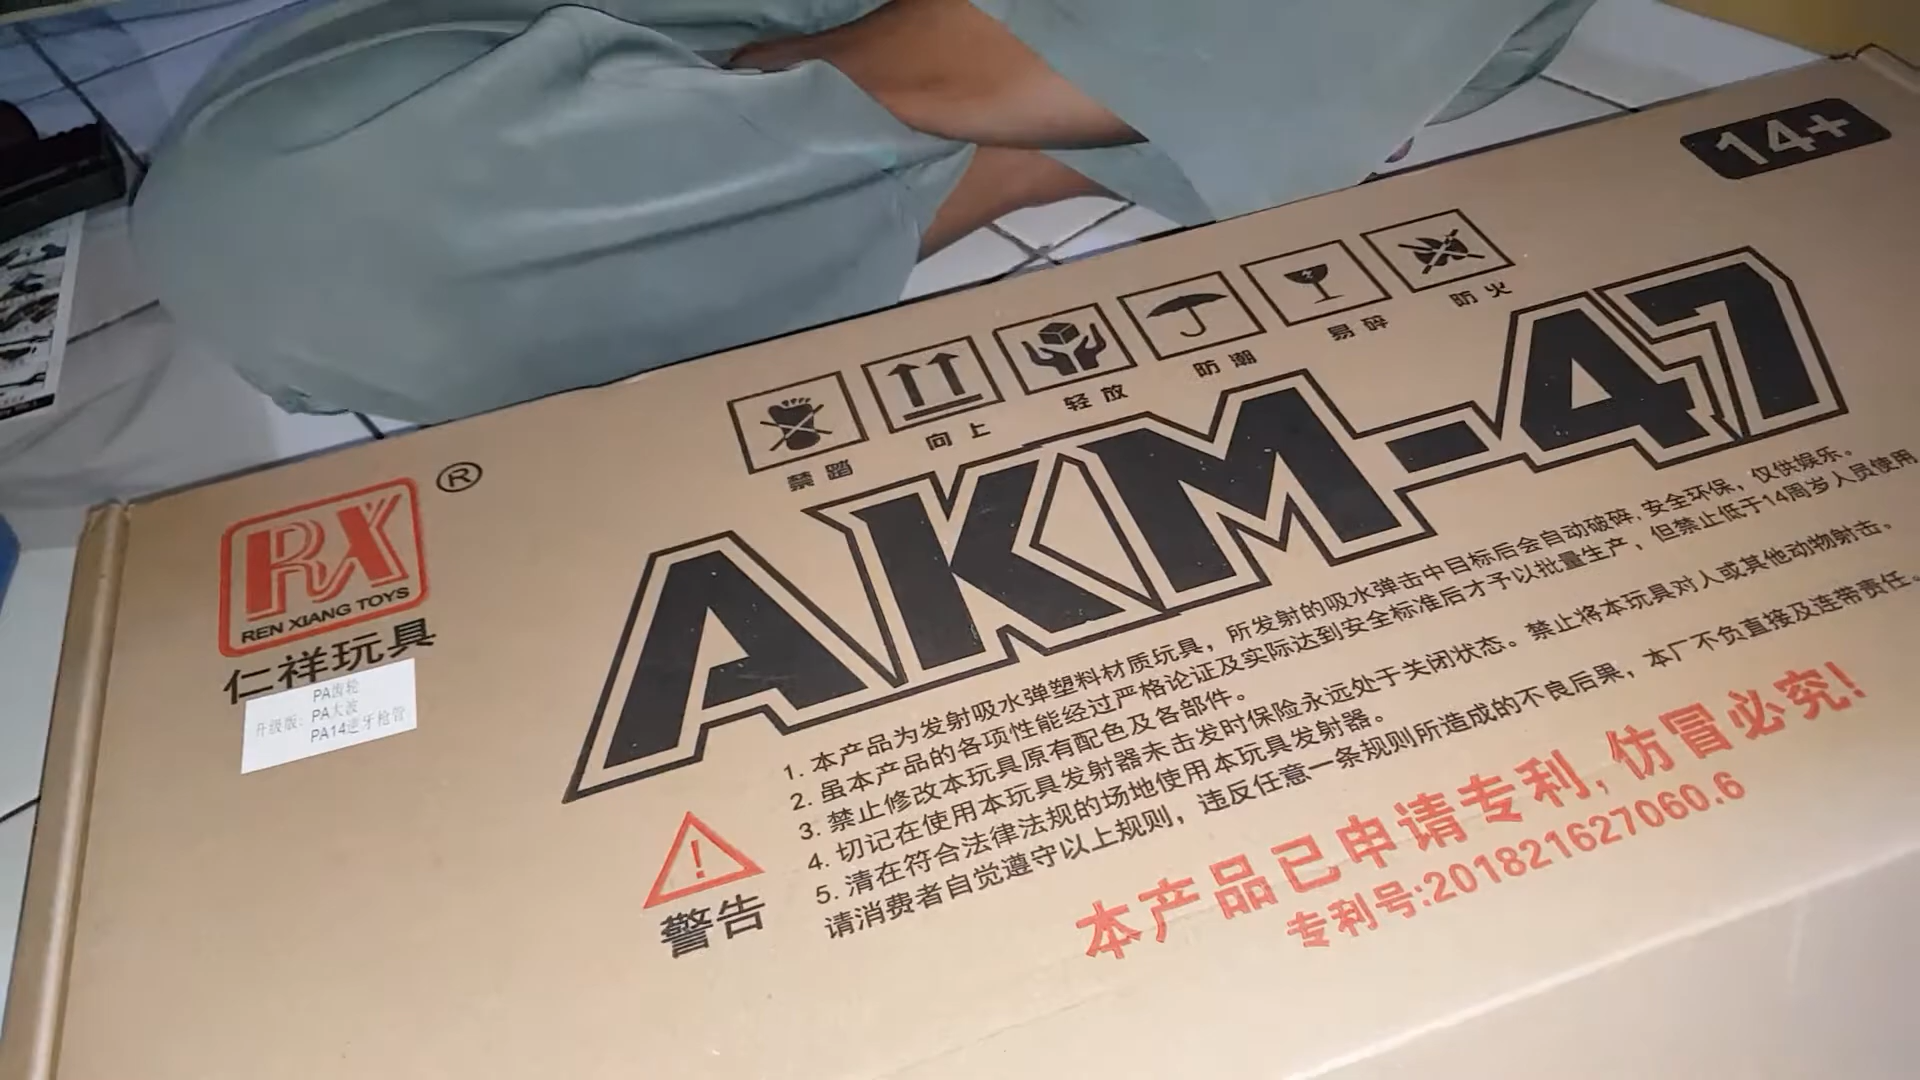 14+
禁踏
向上
轻放
防潮
易碎
防火
RX
®
REN XIANG TOYS
仁祥玩具
PA齿轮
升级版：PA大波
PA14逆牙枪管
AKM-47
1. 本产品为发射吸水弹塑料材质玩具，所发射的吸水弹击中目标后会自动破碎, 安全环保，仅供娱乐。
2. 虽本产品的各项性能经过严格论证及实际达到安全标准后才予以批量生产，但禁止低于14周岁人员使用
3. 禁止修改本玩具原有配色及各部件。
4. 切记在使用本玩具发射器未击发时保险永远处于关闭状态。禁止将本玩具对人或其他动物射击。
5. 清在符合法律法规的场地使用本玩具发射器。
请消费者自觉遵守以上规则，违反任意一条规则所造成的不良后果，本厂不负直接及连带责任。
警告
本产品已申请专利, 仿冒必究!
专利号:201821627060.6